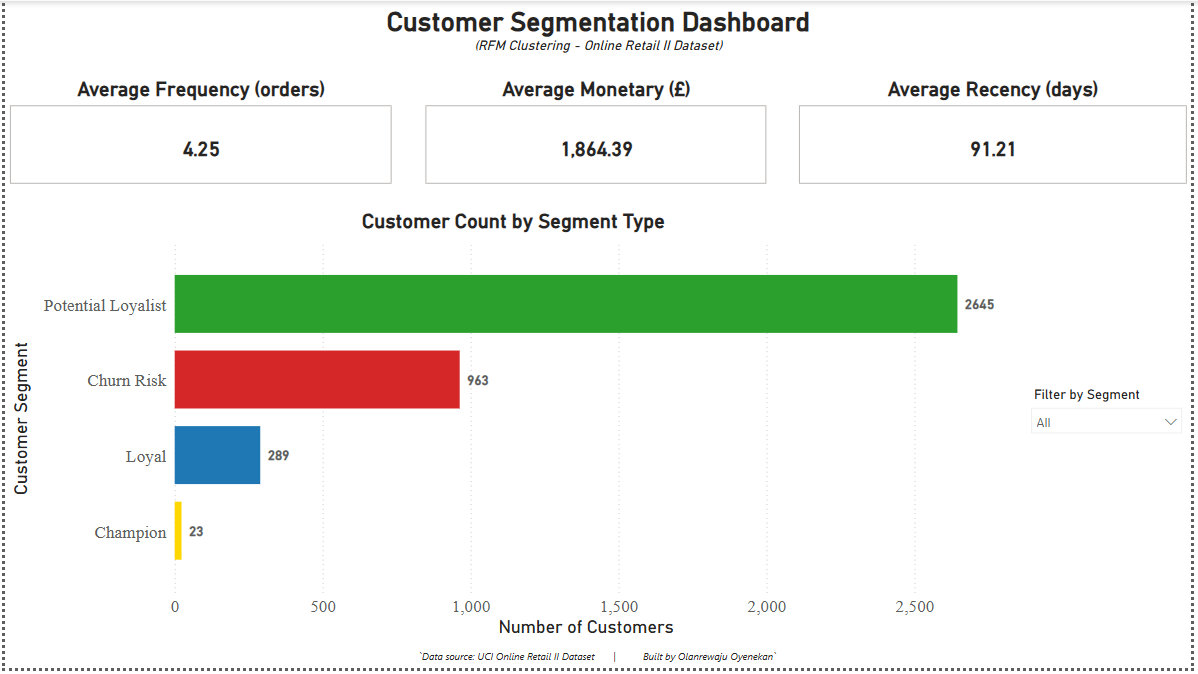 Customer Segmentation Dashboard
(RFM Clustering - Online Retail II Dataset)
Average Frequency (orders)
4.25
Average Monetary (£)
1,864.39
Average Recency (days)
91.21
Customer Count by Segment Type
Customer Segment
Potential Loyalist
2645
Churn Risk
963
Loyal
289
Champion
23
0
500
1,000
1,500
2,000
2,500
Number of Customers
Filter by Segment
All
`Data source: UCI Online Retail II Dataset | Built by Olanrewaju Oyenekan`